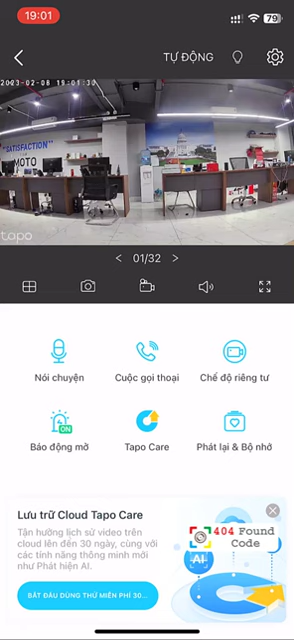 19:01
79
TỰ ĐỘNG
2023-02-08 19:01:33
"SATISFACTION"
MOTO
tapo
< 01/32 >
Nói chuyện
Cuộc gọi thoại
Chế độ riêng tư
ON
Báo động mờ
Tapo Care
Phát lại & Bộ nhớ
Lưu trữ Cloud Tapo Care
Tận hưởng lịch sử video trên
cloud lên đến 30 ngày, cùng với
các tính năng thông minh mới
như Phát hiện AI.
BẮT ĐẦU DÙNG THỬ MIỄN PHÍ 30...
AI
404 Found
Code